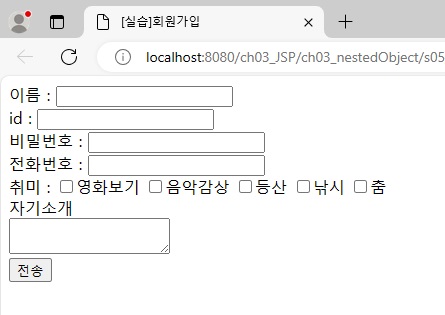 [실습]회원가입
localhost:8080/ch03_JSP/ch03_nestedObject/s05
이름 :
id :
비밀번호 :
전화번호 :
취미 : 영화보기 음악감상 등산 낚시 춤
자기소개
전송